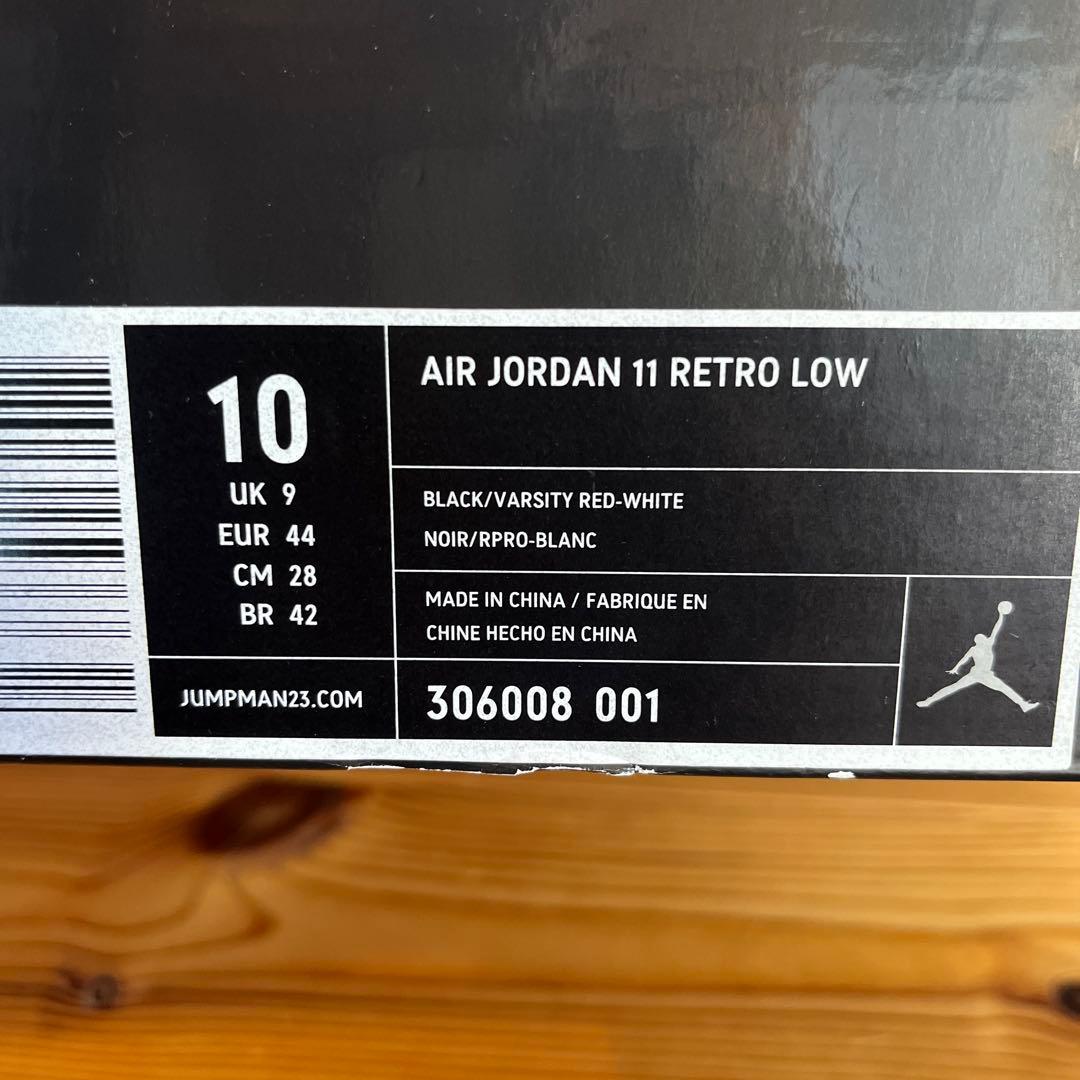 10
UK 9
EUR 44
CM 28
BR 42
JUMPMAN23.COM
AIR JORDAN 11 RETRO LOW
BLACK/VARSITY RED-WHITE
NOIR/RPRO-BLANC
MADE IN CHINA / FABRIQUE EN
CHINE HECHO EN CHINA
306008 001